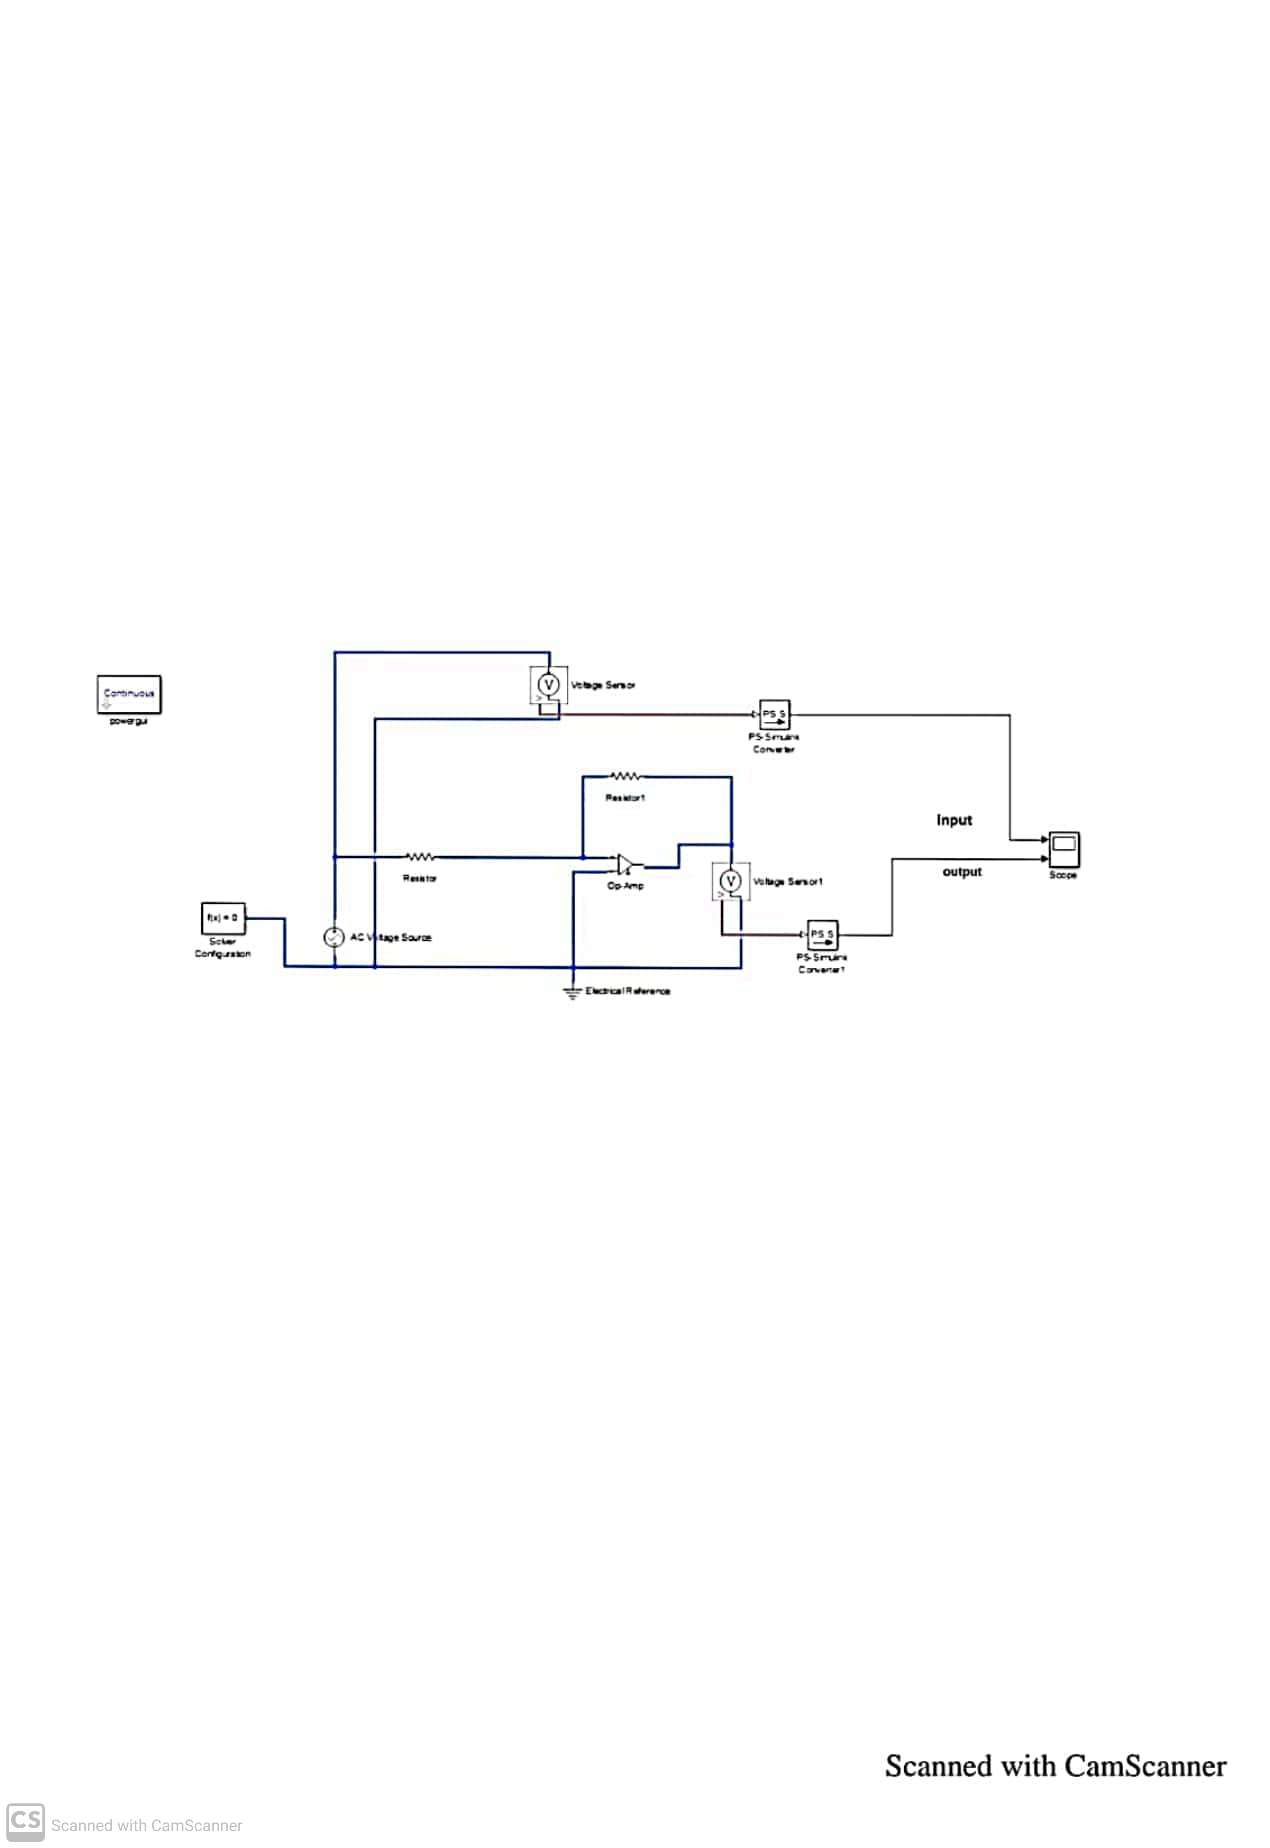 Continuous
powergui
V
Voltage Sensor
PS S
PS-Simulink
Converter
Resistor1
Input
Resistor
Op-Amp
V
Voltage Sensor1
output
Scope
f(x) = 0
Solver
Configuration
AC Voltage Source
PS S
PS-Simulink
Converter1
Electrical Reference
Scanned with CamScanner
CS Scanned with CamScanner